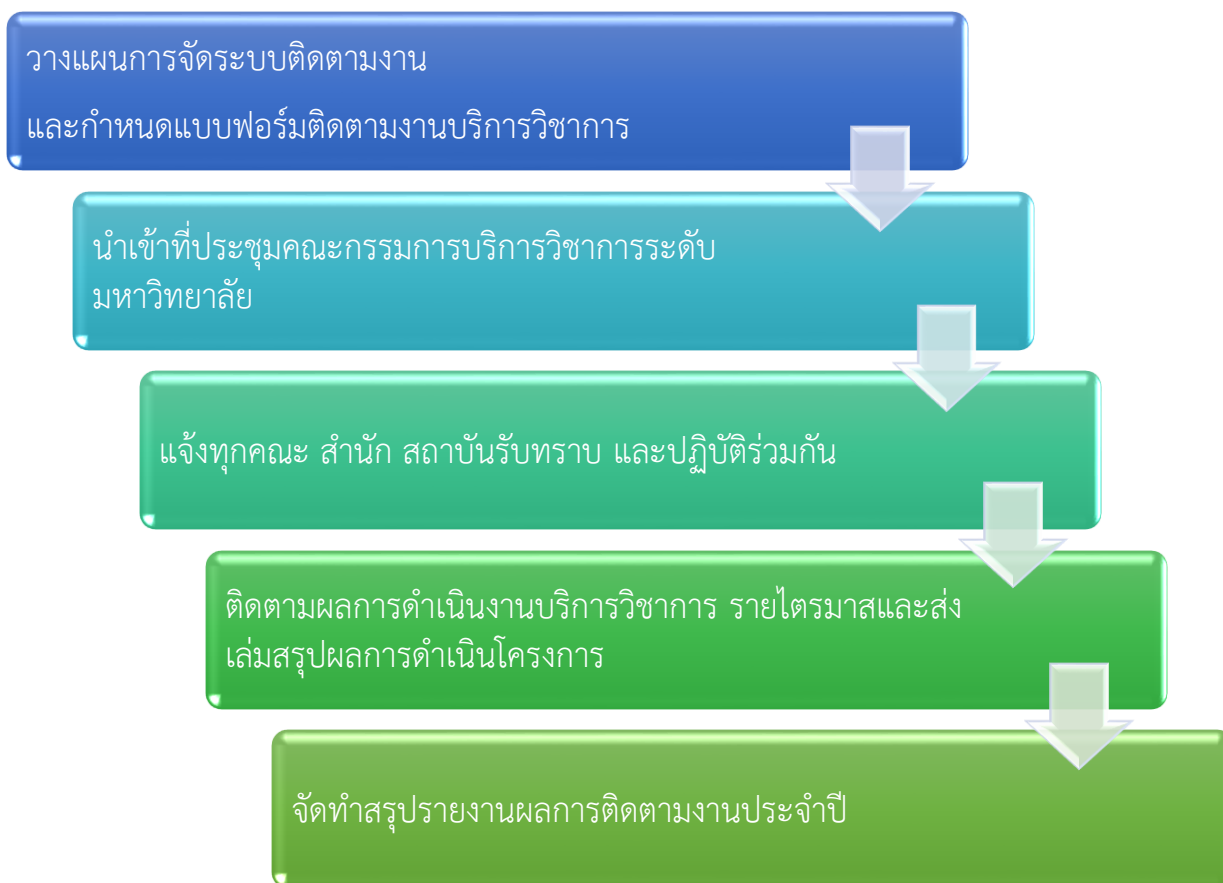 วางแผนการจัดระบบติดตามงาน
และกำหนดแบบฟอร์มติดตามงานบริการวิชาการ
นำเข้าที่ประชุมคณะกรรมการบริการวิชาการระดับ
มหาวิทยาลัย
แจ้งทุกคณะ สำนัก สถาบันรับทราบ และปฏิบัติร่วมกัน
ติดตามผลการดำเนินงานบริการวิชาการ รายไตรมาสและส่ง
เล่มสรุปผลการดำเนินโครงการ
จัดทำสรุปรายงานผลการติดตามงานประจำปี